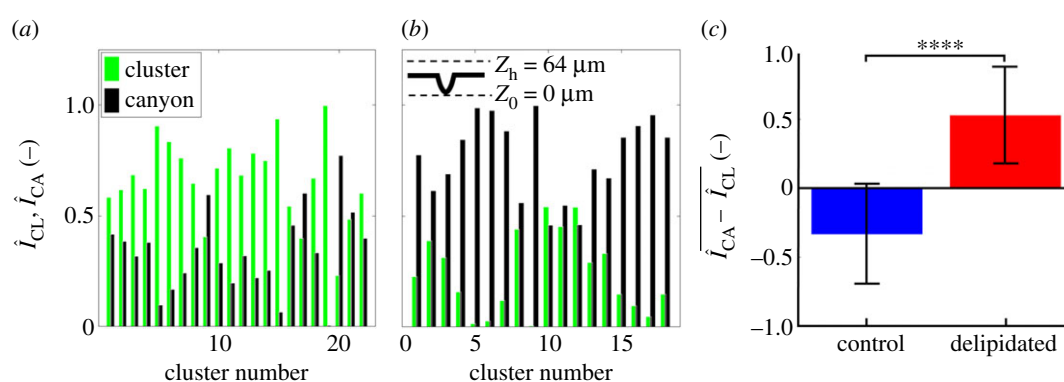 (a)
(b)
(c)
cluster
canyon
Z_h = 64 μm
Z_0 = 0 μm
****
Î_CL, Î_CA (–)
1.0
0.5
0
10
20
cluster number
0
5
10
15
cluster number
Î_CA – Î_CL (–)
1.0
0.5
0
–0.5
–1.0
control
delipidated